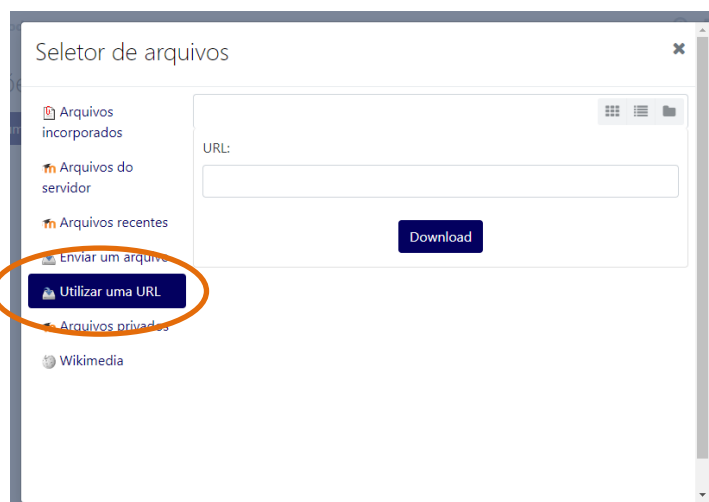 Seletor de arquivos
Arquivos
incorporados
Arquivos do
servidor
Arquivos recentes
Enviar um arquivo
Utilizar uma URL
Arquivos privados
Wikimedia
URL:
Download